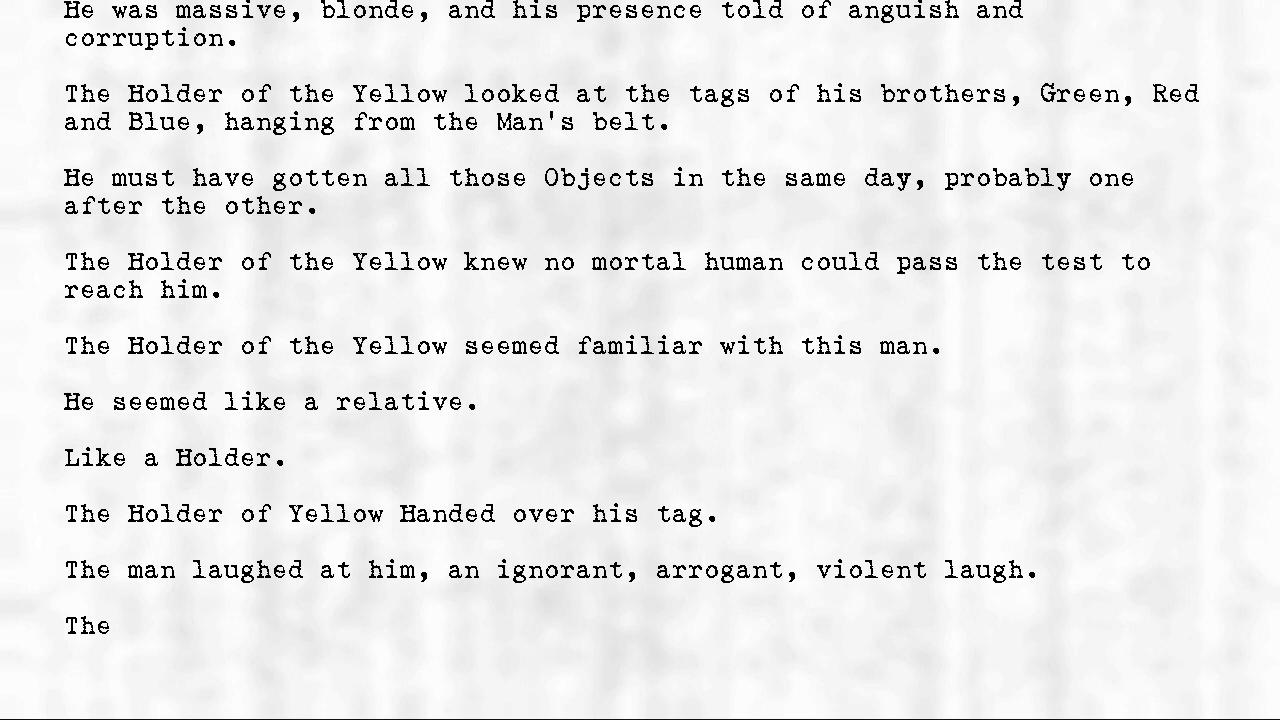 He was massive, blonde, and his presence told of anguish and
corruption.
The Holder of the Yellow looked at the tags of his brothers, Green, Red
and Blue, hanging from the Man's belt.
He must have gotten all those Objects in the same day, probably one
after the other.
The Holder of the Yellow knew no mortal human could pass the test to
reach him.
The Holder of the Yellow seemed familiar with this man.
He seemed like a relative.
Like a Holder.
The Holder of Yellow Handed over his tag.
The man laughed at him, an ignorant, arrogant, violent laugh.
The